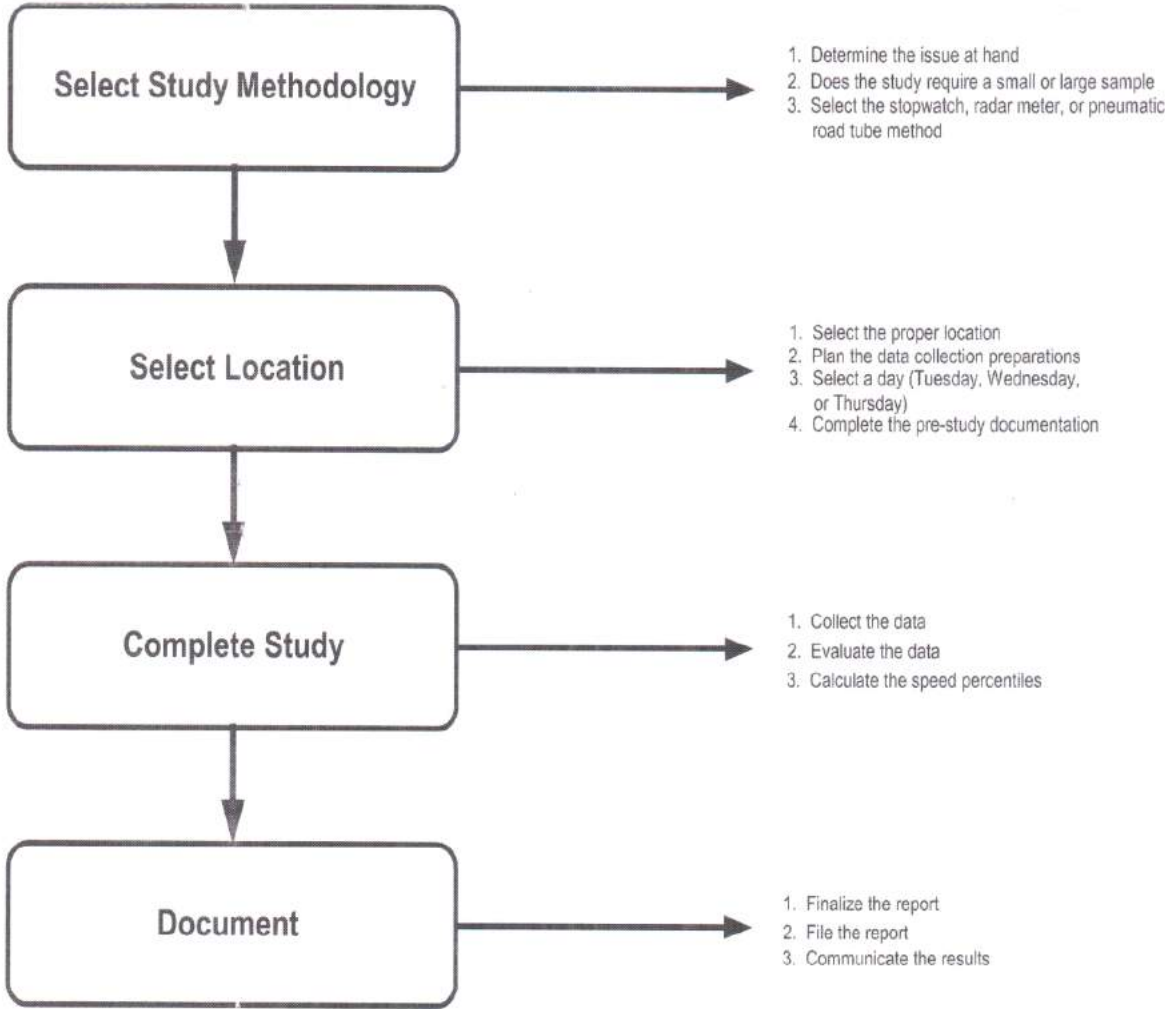 Select Study Methodology
1. Determine the issue at hand
2. Does the study require a small or large sample
3. Select the stopwatch, radar meter, or pneumatic
road tube method
Select Location
1. Select the proper location
2. Plan the data collection preparations
3. Select a day (Tuesday, Wednesday,
or Thursday)
4. Complete the pre-study documentation
Complete Study
1. Collect the data
2. Evaluate the data
3. Calculate the speed percentiles
Document
1. Finalize the report
2. File the report
3. Communicate the results